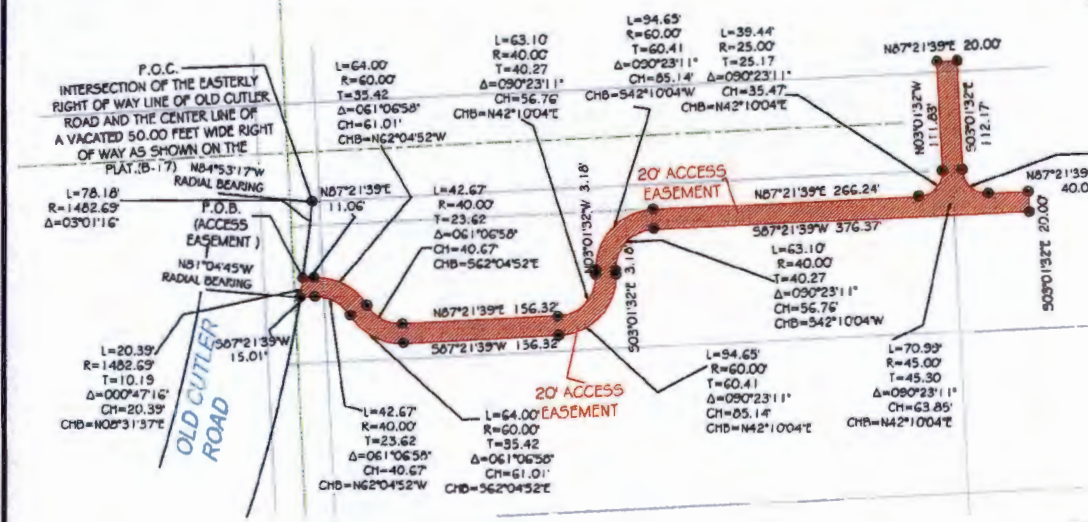 P.O.C.
INTERSECTION OF THE EASTERLY
RIGHT OF WAY LINE OF OLD CUTLER
ROAD AND THE CENTER LINE OF
A VACATED 50.00 FEET WIDE RIGHT
OF WAY AS SHOWN ON THE
PLAT.(B-17)
N84°53'17"W
RADIAL BEARING
L=78.18'
R=1482.69'
Δ=03°01'16"
P.O.B.
(ACCESS
EASEMENT )
N81°04'45"W
RADIAL BEARING
N87°21'39"E
11.06'
L=64.00'
R=60.00'
T=35.42
Δ=061°06'58"
CH=61.01'
CHB=N62°04'52"W
L=42.67'
R=40.00'
T=23.62
Δ=061°06'58"
CH=40.67'
CHB=S62°04'52"E
L=63.10'
R=40.00'
T=40.27
Δ=090°23'11"
CH=56.76'
CHB=N42°10'04"E
L=94.65'
R=60.00'
T=60.41
Δ=090°23'11"
CH=85.14'
CHB=S42°10'04"W
L=39.44'
R=25.00'
T=25.17
Δ=090°23'11"
CH=35.47'
CHB=N42°10'04"E
N87°21'39"E 20.00'
N03°01'32"W
111.83'
S03°01'32"E
112.17'
N87°21'39"
40.0
20' ACCESS
EASEMENT
N87°21'39"E 266.24'
S87°21'39"W 376.37'
N03°01'32"W 3.18'
S03°01'32"E 3.18'
S03°01'32"E 20.00'
L=63.10'
R=40.00'
T=40.27
Δ=090°23'11"
CH=56.76'
CHB=S42°10'04"W
N87°21'39"E 156.32'
S87°21'39"W 156.32'
S87°21'39"W
15.01'
L=20.39'
R=1482.69'
T=10.19
Δ=000°47'16"
CH=20.39'
CHB=N08°31'37"E
OLD CUTLER
ROAD
L=42.67'
R=40.00'
T=23.62
Δ=061°06'58"
CH=40.67'
CHB=N62°04'52"W
L=64.00'
R=60.00'
T=35.42
Δ=061°06'58"
CH=61.01'
CHB=S62°04'52"E
20' ACCESS
EASEMENT
L=94.65'
R=60.00'
T=60.41
Δ=090°23'11"
CH=85.14'
CHB=N42°10'04"E
L=70.99'
R=45.00'
T=45.30
Δ=090°23'11"
CH=63.85'
CHB=N42°10'04"E